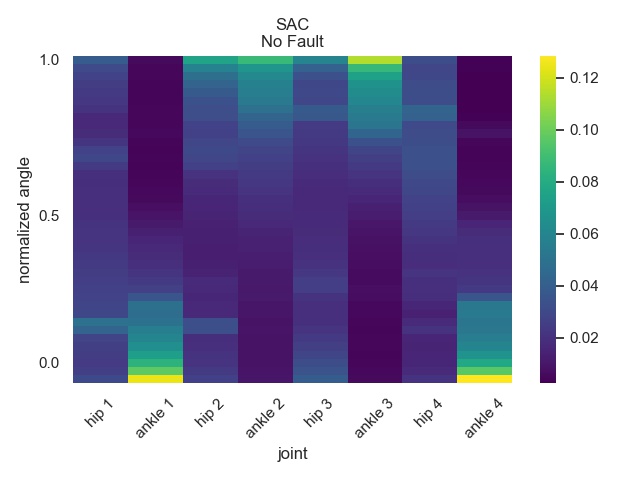 SAC
No Fault
1.0
0.5
0.0
normalized angle
hip 1
ankle 1
hip 2
ankle 2
hip 3
ankle 3
hip 4
ankle 4
joint
0.12
0.10
0.08
0.06
0.04
0.02